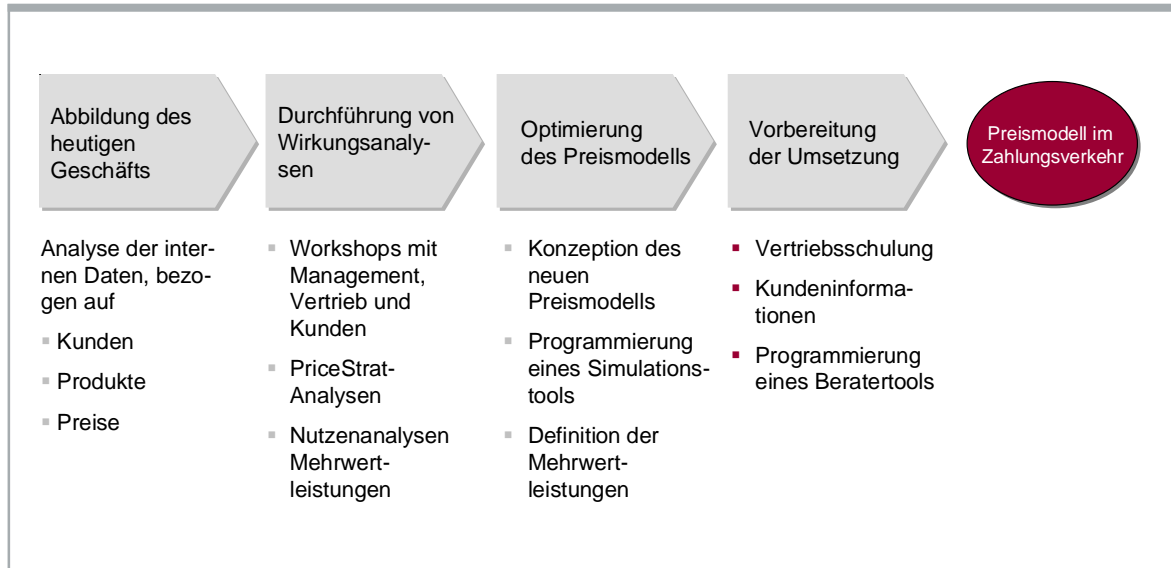 Abbildung des
heutigen
Geschäfts
Durchführung von
Wirkungsanaly-
sen
Optimierung
des Preismodells
Vorbereitung
der Umsetzung
Preismodell im
Zahlungsverkehr
Analyse der inter-
nen Daten, bezo-
gen auf
▪ Kunden
▪ Produkte
▪ Preise
▪ Workshops mit
Management,
Vertrieb und
Kunden
▪ PriceStrat-
Analysen
▪ Nutzenanalysen
Mehrwert-
leistungen
▪ Konzeption des
neuen
Preismodells
▪ Programmierung
eines Simulations-
tools
▪ Definition der
Mehrwert-
leistungen
▪ Vertriebsschulung
▪ Kundeninforma-
tionen
▪ Programmierung
eines Beratertools